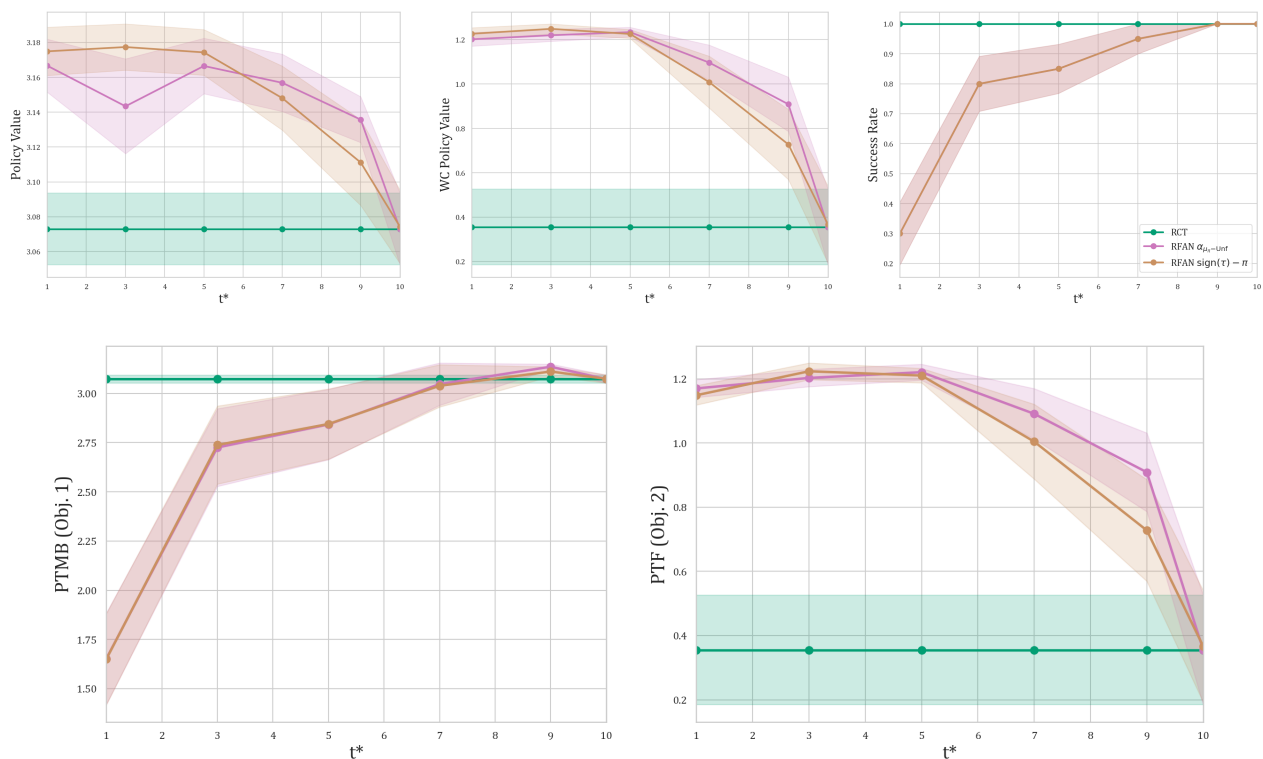 Policy Value
3.18
3.16
3.14
3.12
3.10
3.08
3.06
1 2 3 4 5 6 7 8 9 10
t*
WC Policy Value
1.2
1.0
0.8
0.6
0.4
0.2
1 2 3 4 5 6 7 8 9 10
t*
Success Rate
1.0
0.9
0.8
0.7
0.6
0.5
0.4
0.3
0.2
1 2 3 4 5 6 7 8 9 10
t*
RCT
RFAN α_{μ_π−Unf}
RFAN sign(τ) − π
PTMB (Obj. 1)
3.00
2.75
2.50
2.25
2.00
1.75
1.50
1 2 3 4 5 6 7 8 9 10
t*
PTF (Obj. 2)
1.2
1.0
0.8
0.6
0.4
0.2
1 2 3 4 5 6 7 8 9 10
t*